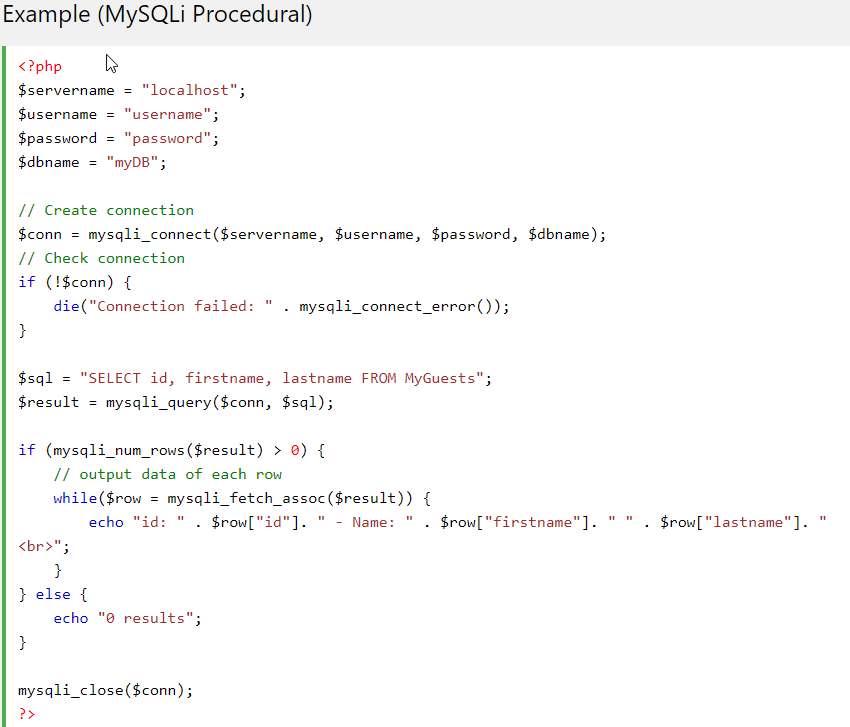 Example (MySQLi Procedural)
<?php
$servername = "localhost";
$username = "username";
$password = "password";
$dbname = "myDB";
// Create connection
$conn = mysqli_connect($servername, $username, $password, $dbname);
// Check connection
if (!$conn) {
    die("Connection failed: " . mysqli_connect_error());
}
$sql = "SELECT id, firstname, lastname FROM MyGuests";
$result = mysqli_query($conn, $sql);
if (mysqli_num_rows($result) > 0) {
    // output data of each row
    while($row = mysqli_fetch_assoc($result)) {
        echo "id: " . $row["id"]. " - Name: " . $row["firstname"]. " " . $row["lastname"]. "
<br>";
    }
} else {
    echo "0 results";
}
mysqli_close($conn);
?>